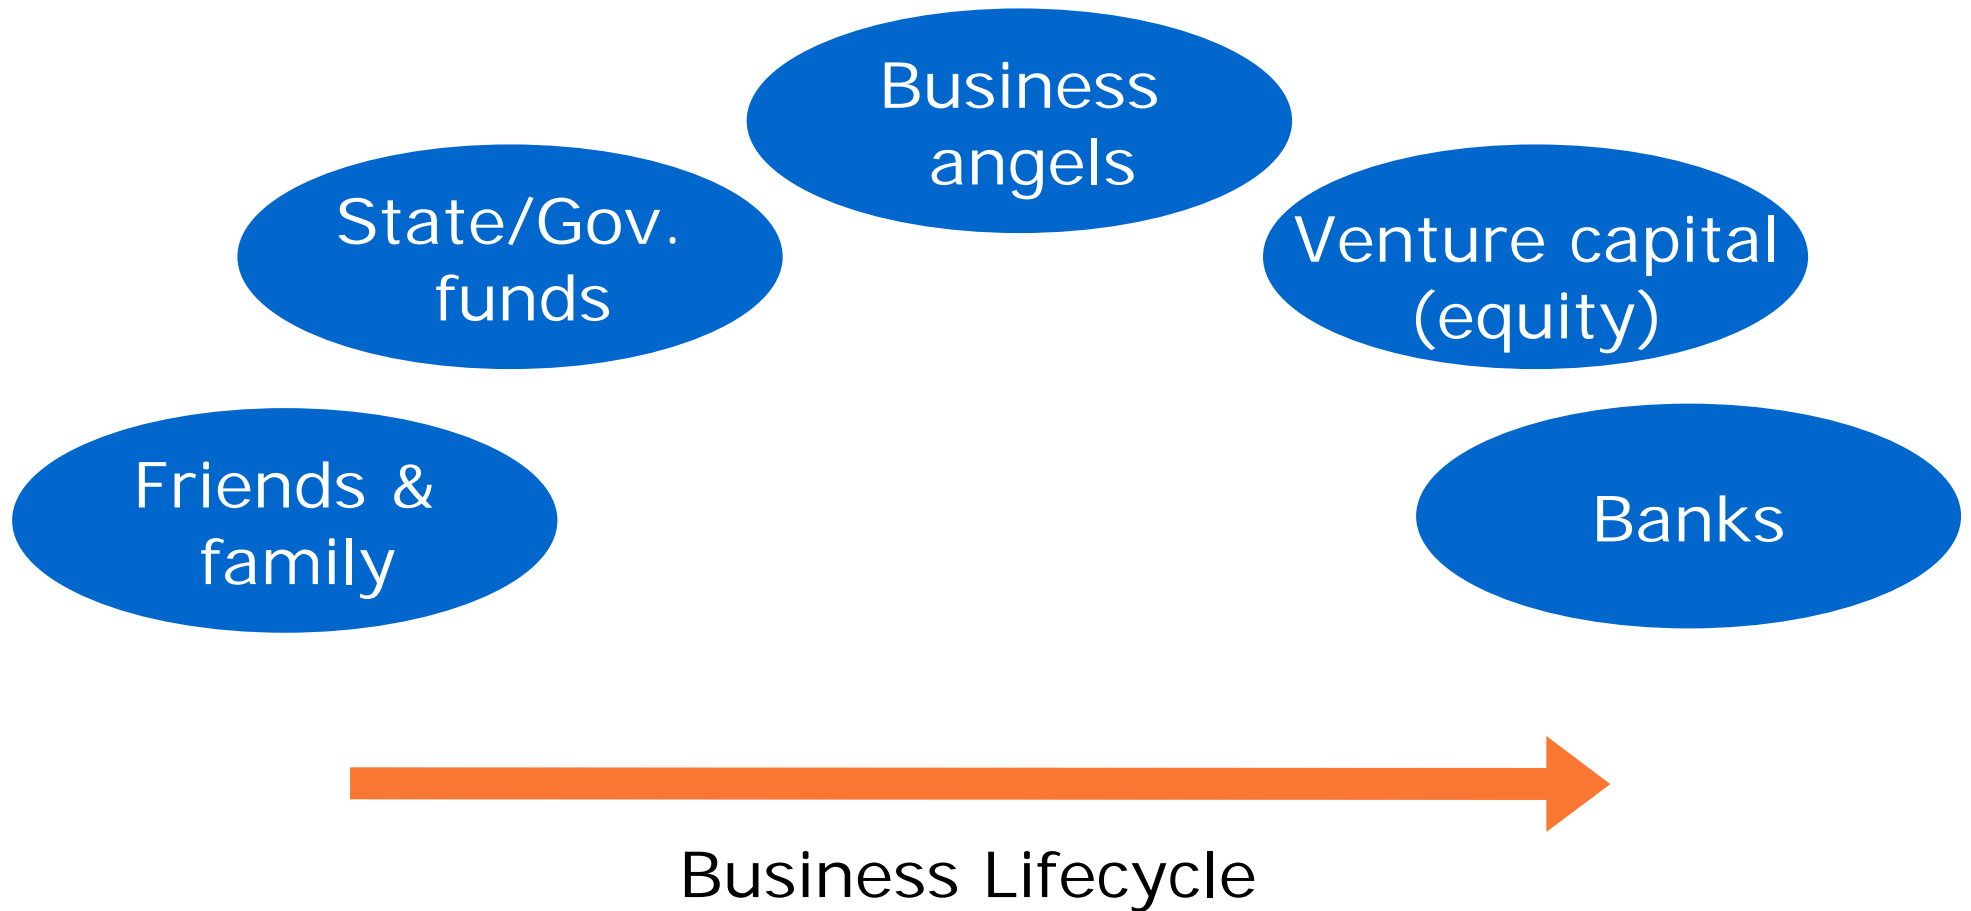 Business
angels
State/Gov.
funds
Venture capital
(equity)
Friends &
family
Banks
Business Lifecycle